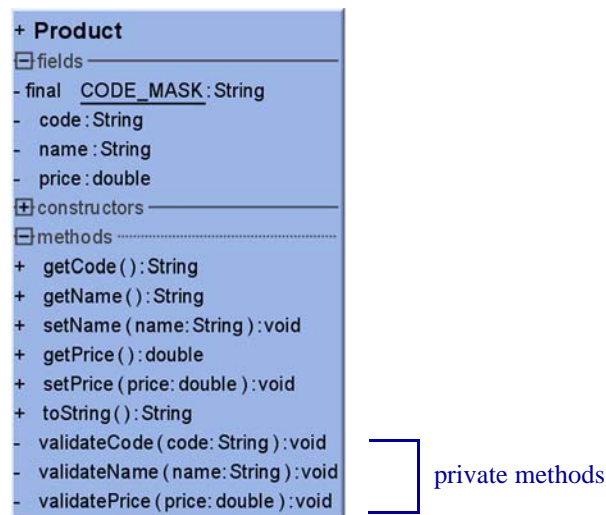 + Product
fields
- final CODE_MASK : String
- code : String
- name : String
- price : double
constructors
methods
+ getCode ( ) : String
+ getName ( ) : String
+ setName ( name: String ) : void
+ getPrice ( ) : double
+ setPrice ( price: double ) : void
+ toString ( ) : String
- validateCode ( code: String ) : void
- validateName ( name: String ) : void
private methods
- validatePrice ( price: double ) : void